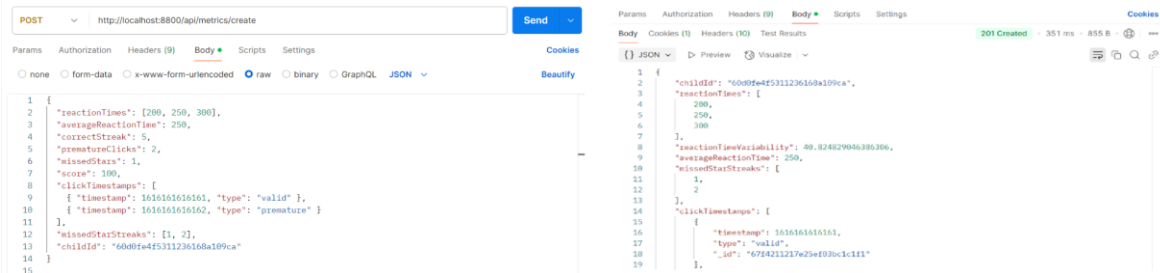 POST http://localhost:8800/api/metrics/create Send
Params Authorization Headers (9) Body Scripts Settings Cookies
none form-data x-www-form-urlencoded raw binary GraphQL JSON Beautify
1 {
2 "reactionTimes": [200, 250, 300],
3 "averageReactionTime": 250,
4 "correctStreak": 5,
5 "prematureClicks": 2,
6 "missedStars": 1,
7 "score": 100,
8 "clickTimestamps": [
9 { "timestamp": 1616161616161, "type": "valid" },
10 { "timestamp": 1616161616162, "type": "premature" }
11 ],
12 "missedStarStreaks": [1, 2],
13 "childId": "60d0fe4f5311236168a109ca"
14 }
15
Params Authorization Headers (9) Body Scripts Settings Cookies
Body Cookies (1) Headers (10) Test Results 201 Created 351 ms 855 B
{} JSON Preview Visualize
1 {
2 "childId": "60d0fe4f5311236168a109ca",
3 "reactionTimes": [
4 200,
5 250,
6 300
7 ],
8 "reactionTimeVariability": 40.824829046386306,
9 "averageReactionTime": 250,
10 "missedStarStreaks": [
11 1,
12 2
13 ],
14 "clickTimestamps": [
15 {
16 "timestamp": 1616161616161,
17 "type": "valid",
18 "_id": "67f4211217e25ef03bc1c1f1"
19 },